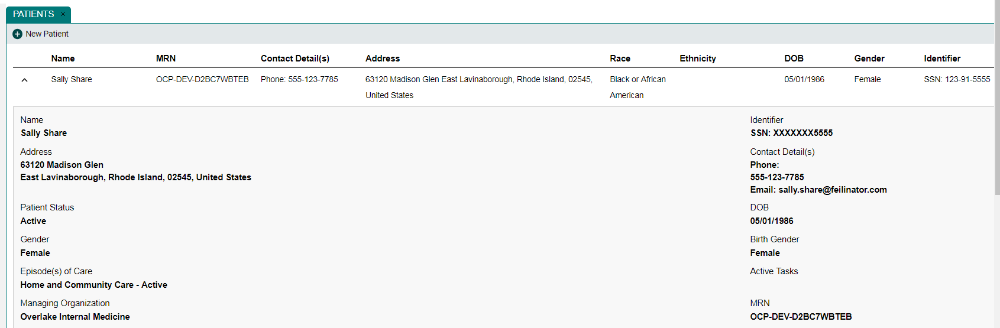 PATIENTS ×
New Patient
Name MRN Contact Detail(s) Address Race Ethnicity DOB Gender Identifier
Sally Share OCP-DEV-D2BC7WBTEB Phone: 555-123-7785 63120 Madison Glen East Lavinaborough, Rhode Island, 02545, Black or African 05/01/1986 Female SSN: 123-91-5555
United States American
Name Identifier
Sally Share SSN: XXXXXXX5555
Address Contact Detail(s)
63120 Madison Glen Phone:
East Lavinaborough, Rhode Island, 02545, United States 555-123-7785
Email: sally.share@feilinator.com
Patient Status DOB
Active 05/01/1986
Gender Birth Gender
Female Female
Episode(s) of Care Active Tasks
Home and Community Care - Active
Managing Organization MRN
Overlake Internal Medicine OCP-DEV-D2BC7WBTEB